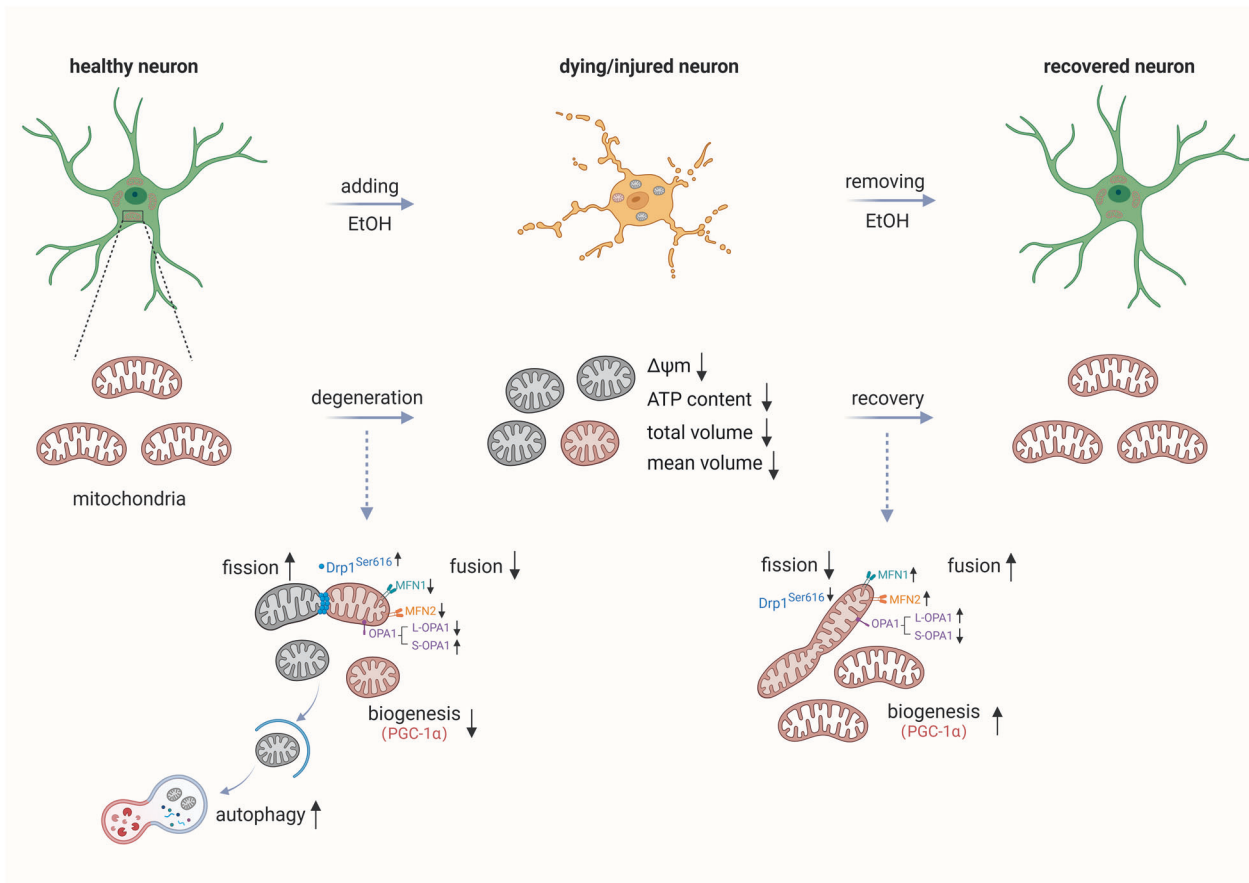 healthy neuron
dying/injured neuron
recovered neuron
adding
EtOH
removing
EtOH
mitochondria
degeneration
Δψm ↓
ATP content ↓
total volume ↓
mean volume ↓
recovery
fission ↑
Drp1Ser616 ↑
fusion ↓
MFN1 ↓
MFN2 ↓
OPA1
L-OPA1 ↓
S-OPA1 ↑
biogenesis ↓
(PGC-1α)
autophagy ↑
fission ↓
Drp1Ser616 ↓
fusion ↑
MFN1 ↑
MFN2 ↑
OPA1
L-OPA1 ↑
S-OPA1 ↓
biogenesis ↑
(PGC-1α)